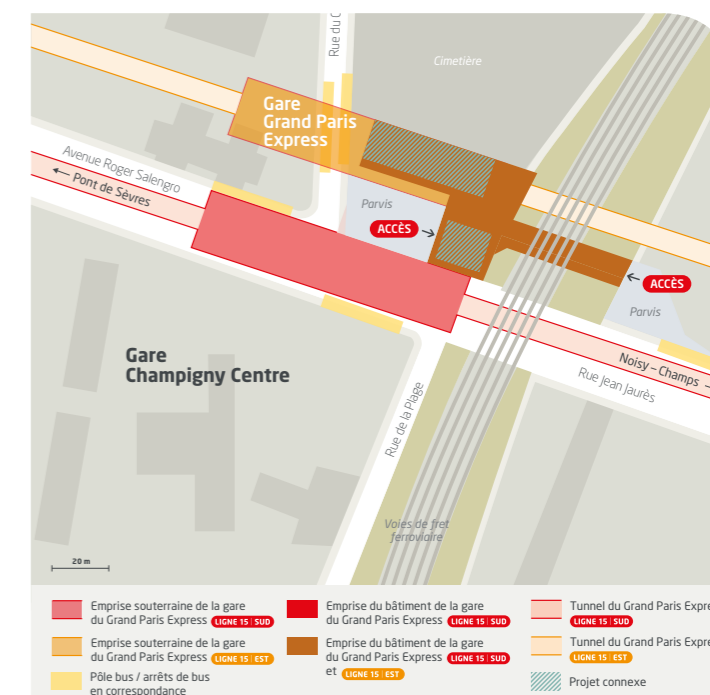 Rue du C
Cimetière
Gare
Grand Paris
Express
Avenue Roger Salengro
← Pont de Sèvres
Parvis
ACCÈS →
← ACCÈS
Parvis
Gare
Champigny Centre
Noisy – Champs →
Rue Jean Jaurès
Rue de la Plage
Voies de fret
ferroviaire
20 m
Emprise souterraine de la gare
du Grand Paris Express LIGNE 15 | SUD
Emprise souterraine de la gare
du Grand Paris Express LIGNE 15 | EST
Pôle bus / arrêts de bus
en correspondance
Emprise du bâtiment de la gare
du Grand Paris Express LIGNE 15 | SUD
Emprise du bâtiment de la gare
du Grand Paris Express LIGNE 15 | SUD
et LIGNE 15 | EST
Tunnel du Grand Paris Expre
LIGNE 15 | SUD
Tunnel du Grand Paris Expre
LIGNE 15 | EST
Projet connexe